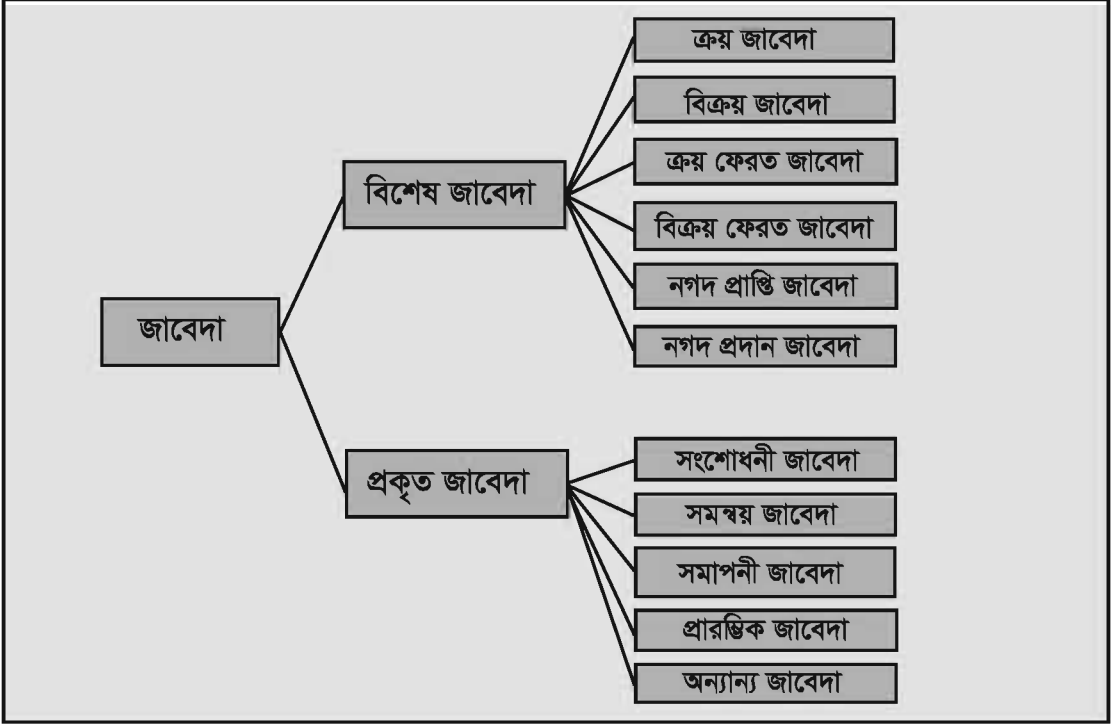 জাবেদা
বিশেষ জাবেদা
ক্রয় জাবেদা
বিক্রয় জাবেদা
ক্রয় ফেরত জাবেদা
বিক্রয় ফেরত জাবেদা
নগদ প্রাপ্তি জাবেদা
নগদ প্রদান জাবেদা
প্রকৃত জাবেদা
সংশোধনী জাবেদা
সমন্বয় জাবেদা
সমাপনী জাবেদা
প্রারম্ভিক জাবেদা
অন্যান্য জাবেদা